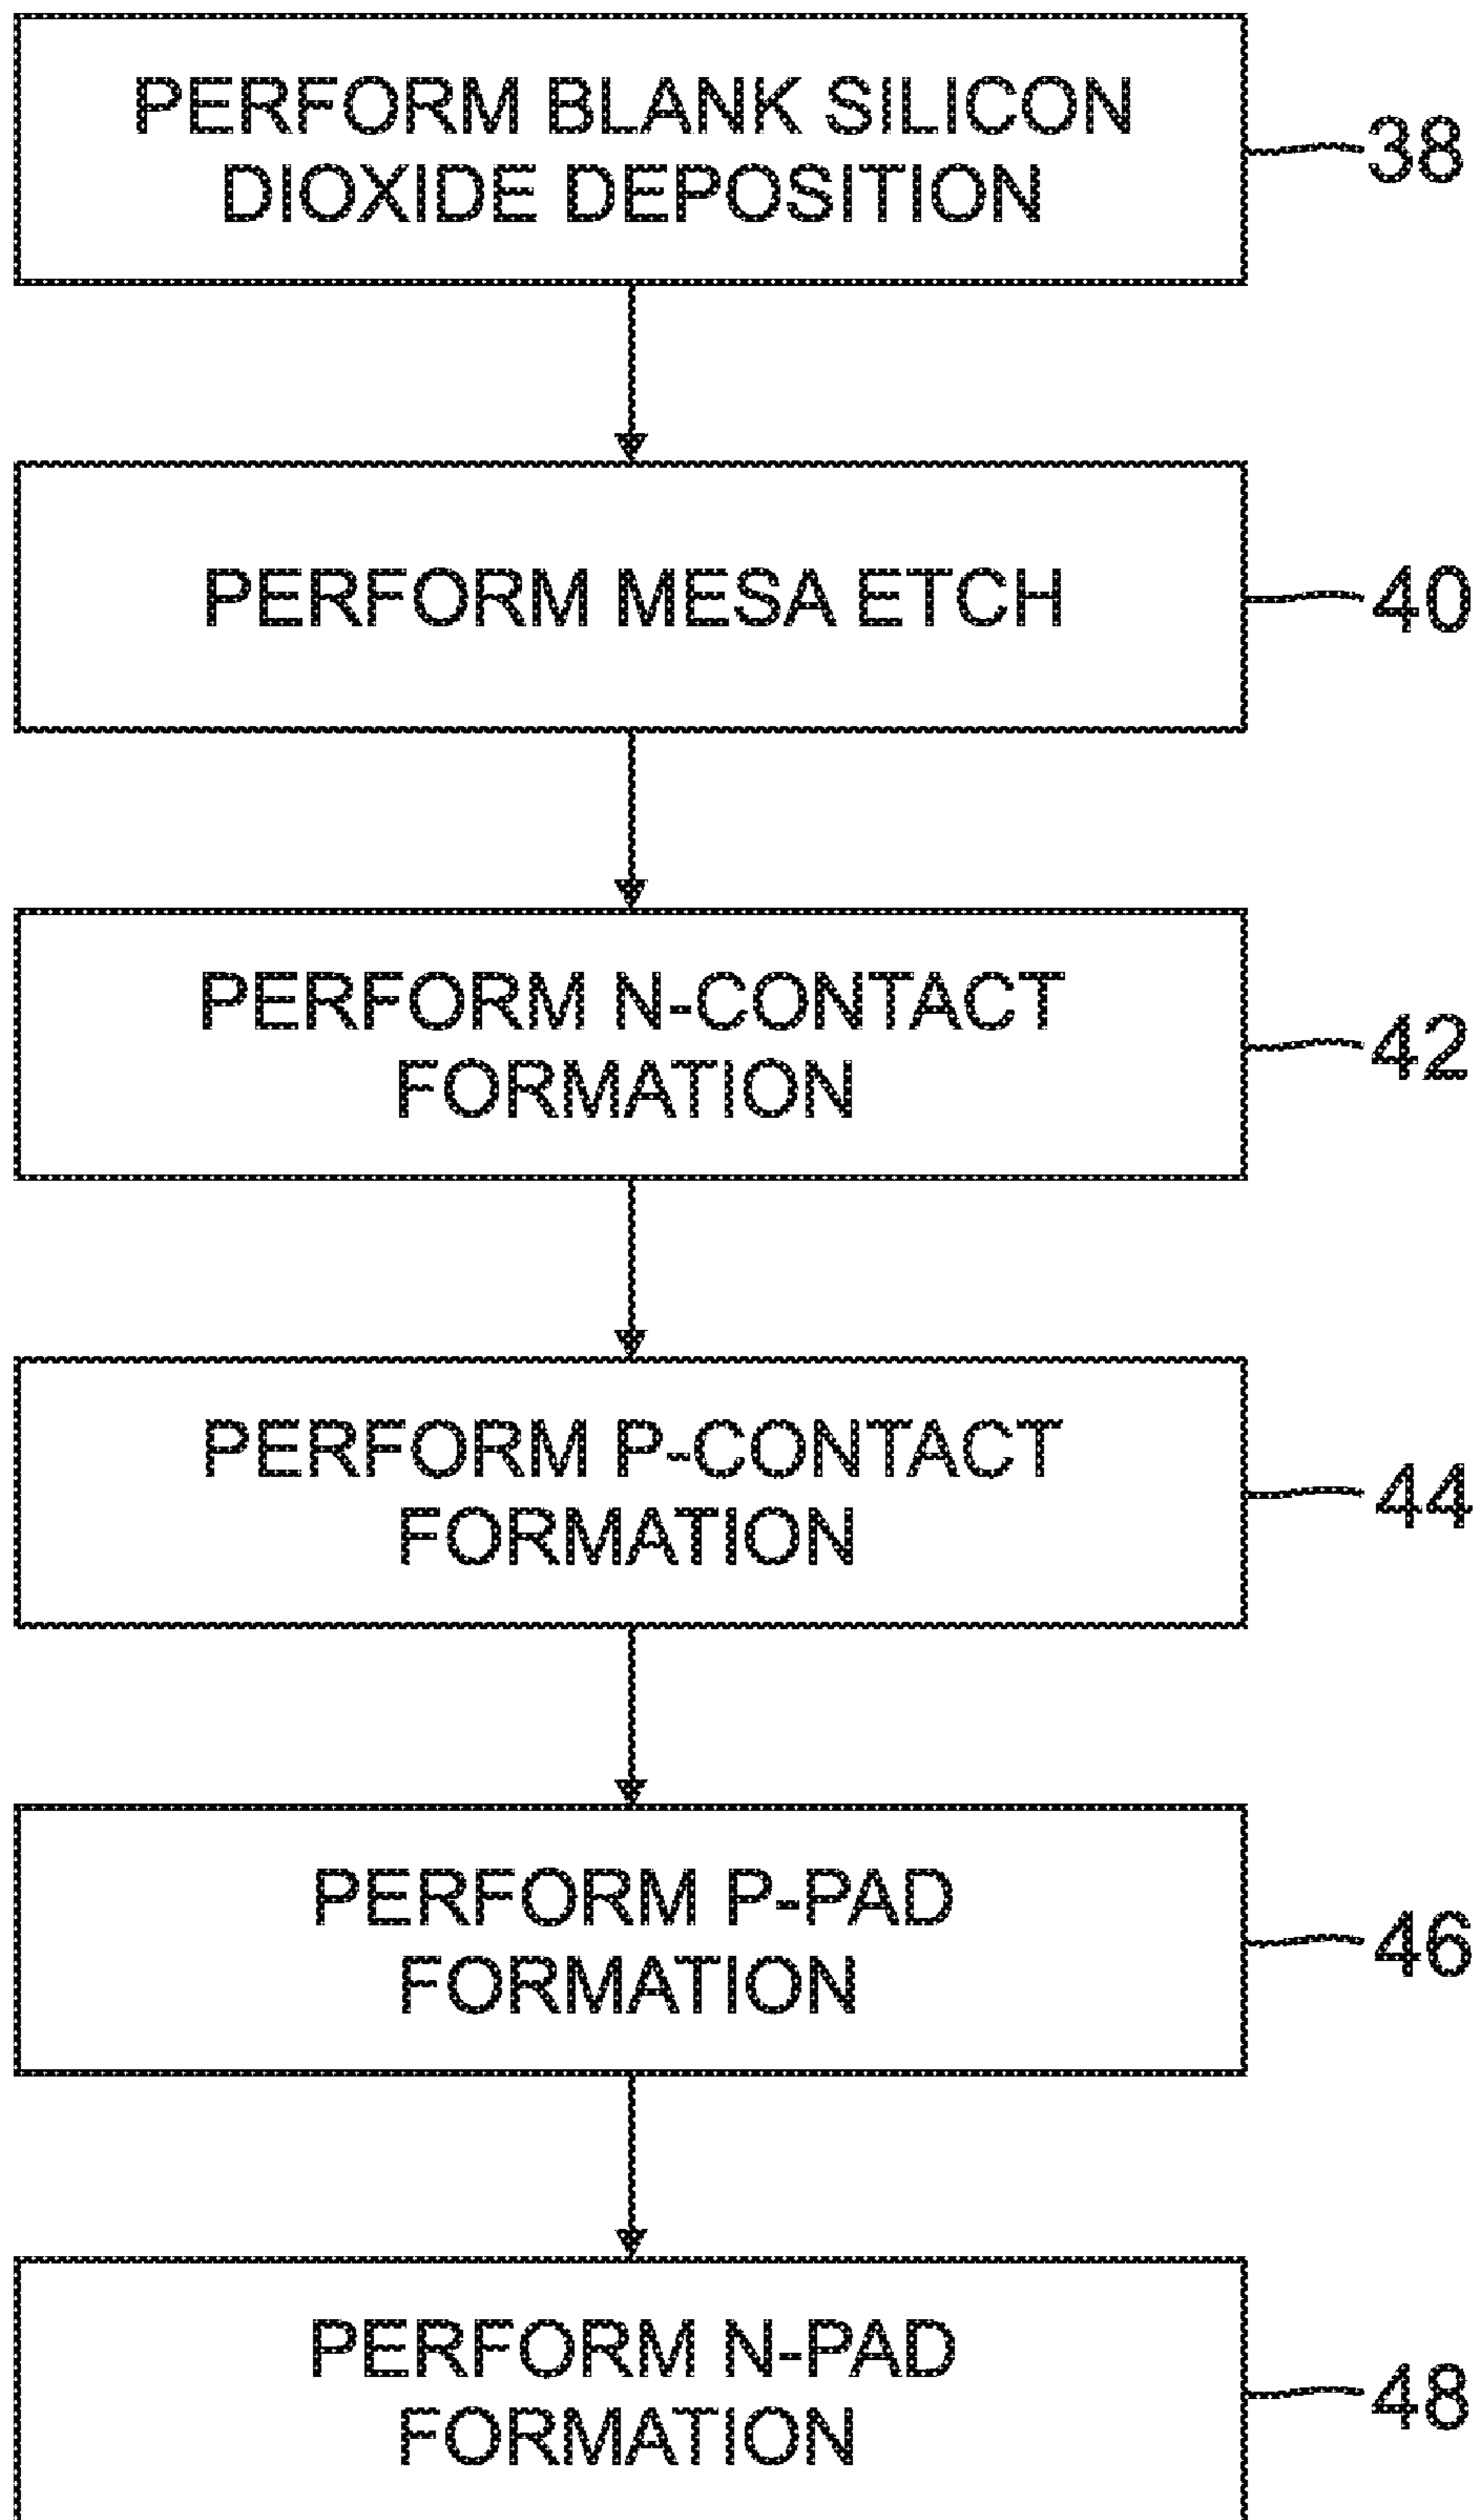 PERFORM BLANK SILICON
DIOXIDE DEPOSITION
38
PERFORM MESA ETCH
40
PERFORM N-CONTACT
FORMATION
42
PERFORM P-CONTACT
FORMATION
44
PERFORM P-PAD
FORMATION
46
PERFORM N-PAD
FORMATION
48